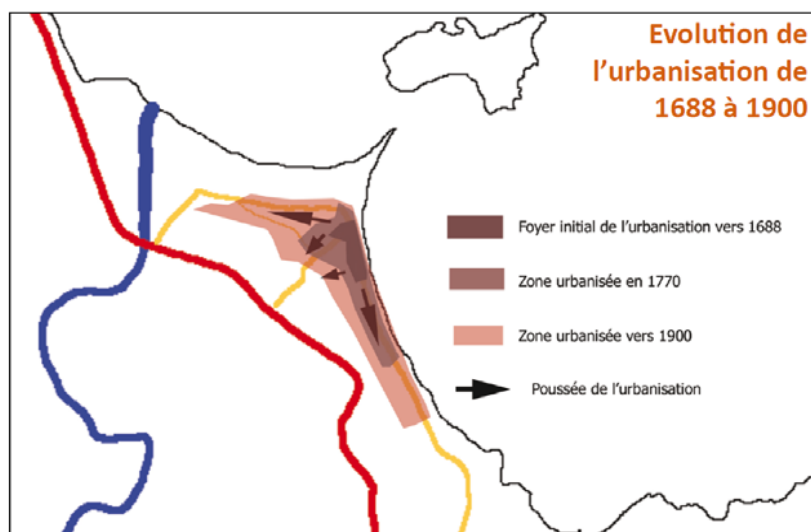 Evolution de
l'urbanisation de
1688 à 1900
Foyer initial de l'urbanisation vers 1688
Zone urbanisée en 1770
Zone urbanisée vers 1900
Poussée de l'urbanisation